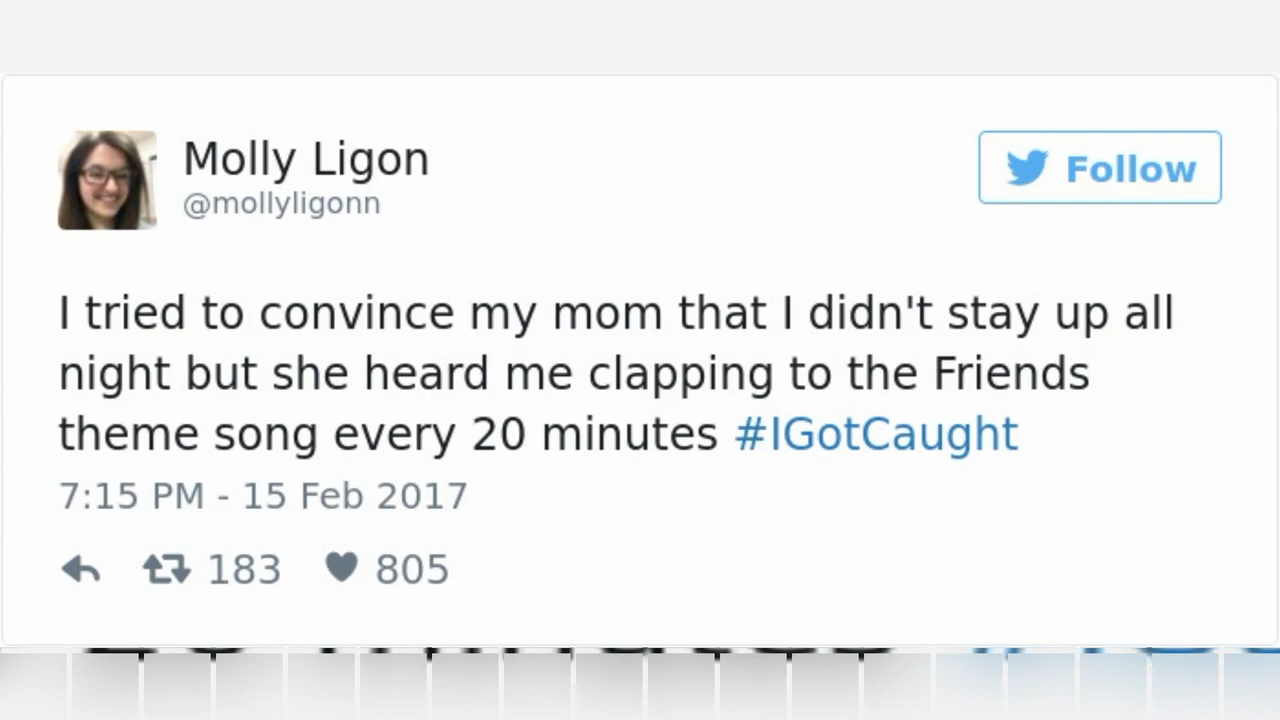 Molly Ligon
@mollyligonn
Follow
I tried to convince my mom that I didn't stay up all
night but she heard me clapping to the Friends
theme song every 20 minutes #IGotCaught
7:15 PM - 15 Feb 2017
183 805